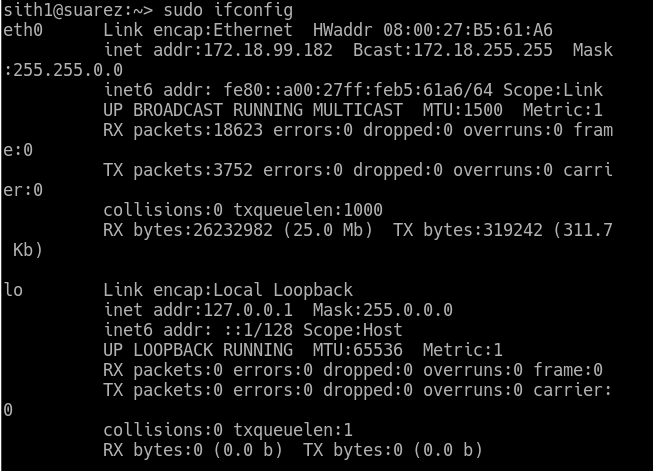 sith1@suarez:~> sudo ifconfig
eth0      Link encap:Ethernet  HWaddr 08:00:27:B5:61:A6
          inet addr:172.18.99.182  Bcast:172.18.255.255  Mask
:255.255.0.0
          inet6 addr: fe80::a00:27ff:feb5:61a6/64 Scope:Link
          UP BROADCAST RUNNING MULTICAST  MTU:1500  Metric:1
          RX packets:18623 errors:0 dropped:0 overruns:0 fram
e:0
          TX packets:3752 errors:0 dropped:0 overruns:0 carri
er:0
          collisions:0 txqueuelen:1000
          RX bytes:26232982 (25.0 Mb)  TX bytes:319242 (311.7
 Kb)

lo        Link encap:Local Loopback
          inet addr:127.0.0.1  Mask:255.0.0.0
          inet6 addr: ::1/128 Scope:Host
          UP LOOPBACK RUNNING  MTU:65536  Metric:1
          RX packets:0 errors:0 dropped:0 overruns:0 frame:0
          TX packets:0 errors:0 dropped:0 overruns:0 carrier:
0
          collisions:0 txqueuelen:1
          RX bytes:0 (0.0 b)  TX bytes:0 (0.0 b)